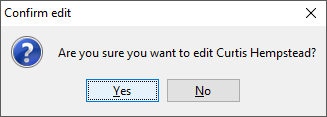 Confirm edit
Are you sure you want to edit Curtis Hempstead?
Yes No